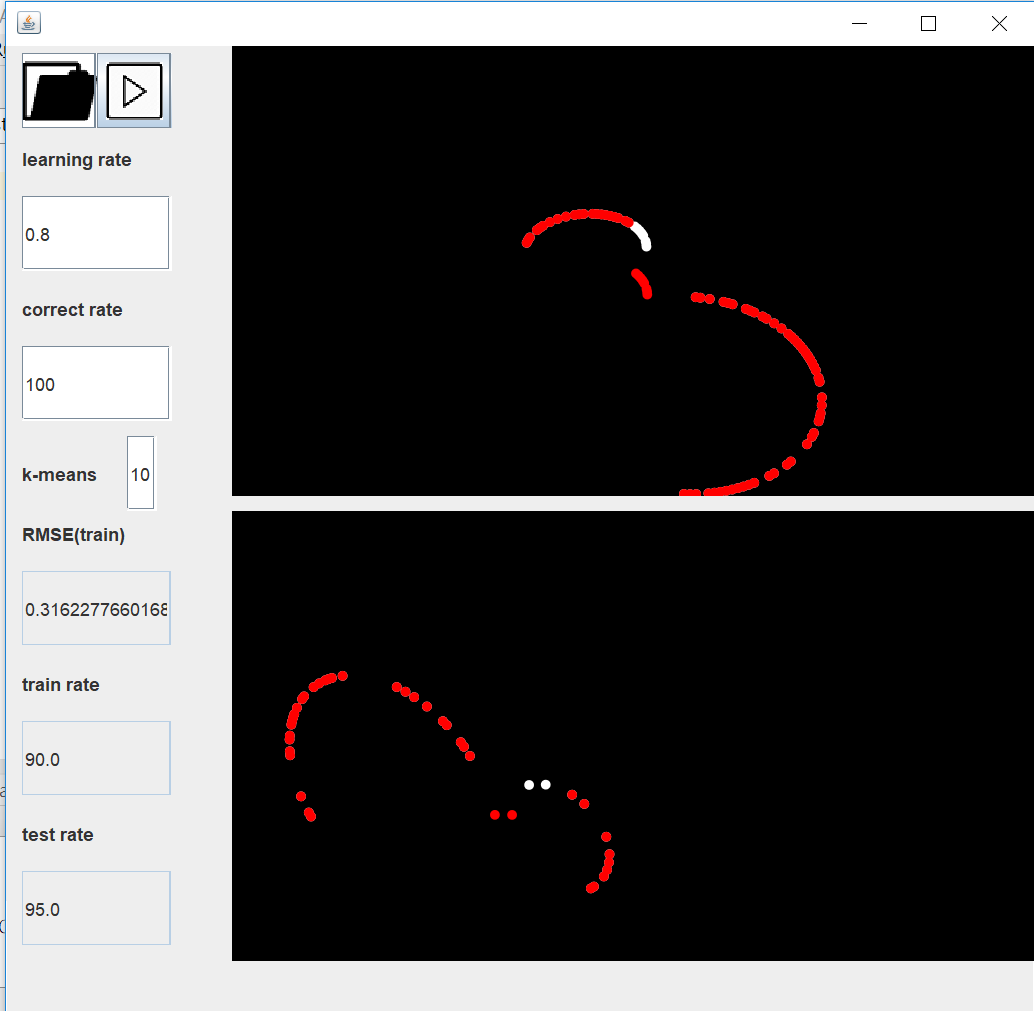 learning rate
0.8
correct rate
100
k-means 10
RMSE(train)
0.3162277660168
train rate
90.0
test rate
95.0